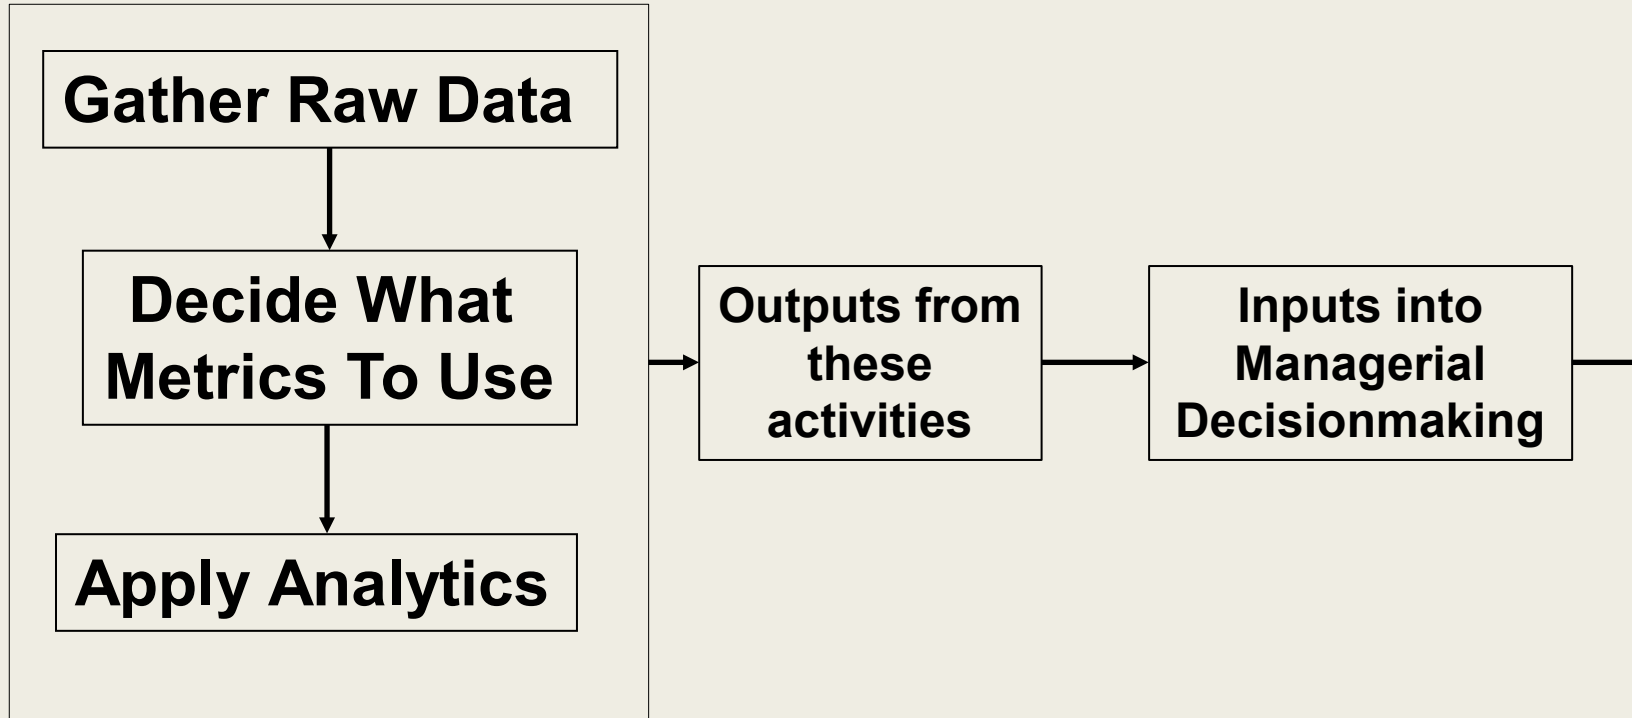 Gather Raw Data
Decide What
Metrics To Use
Apply Analytics
Outputs from
these
activities
Inputs into
Managerial
Decisionmaking